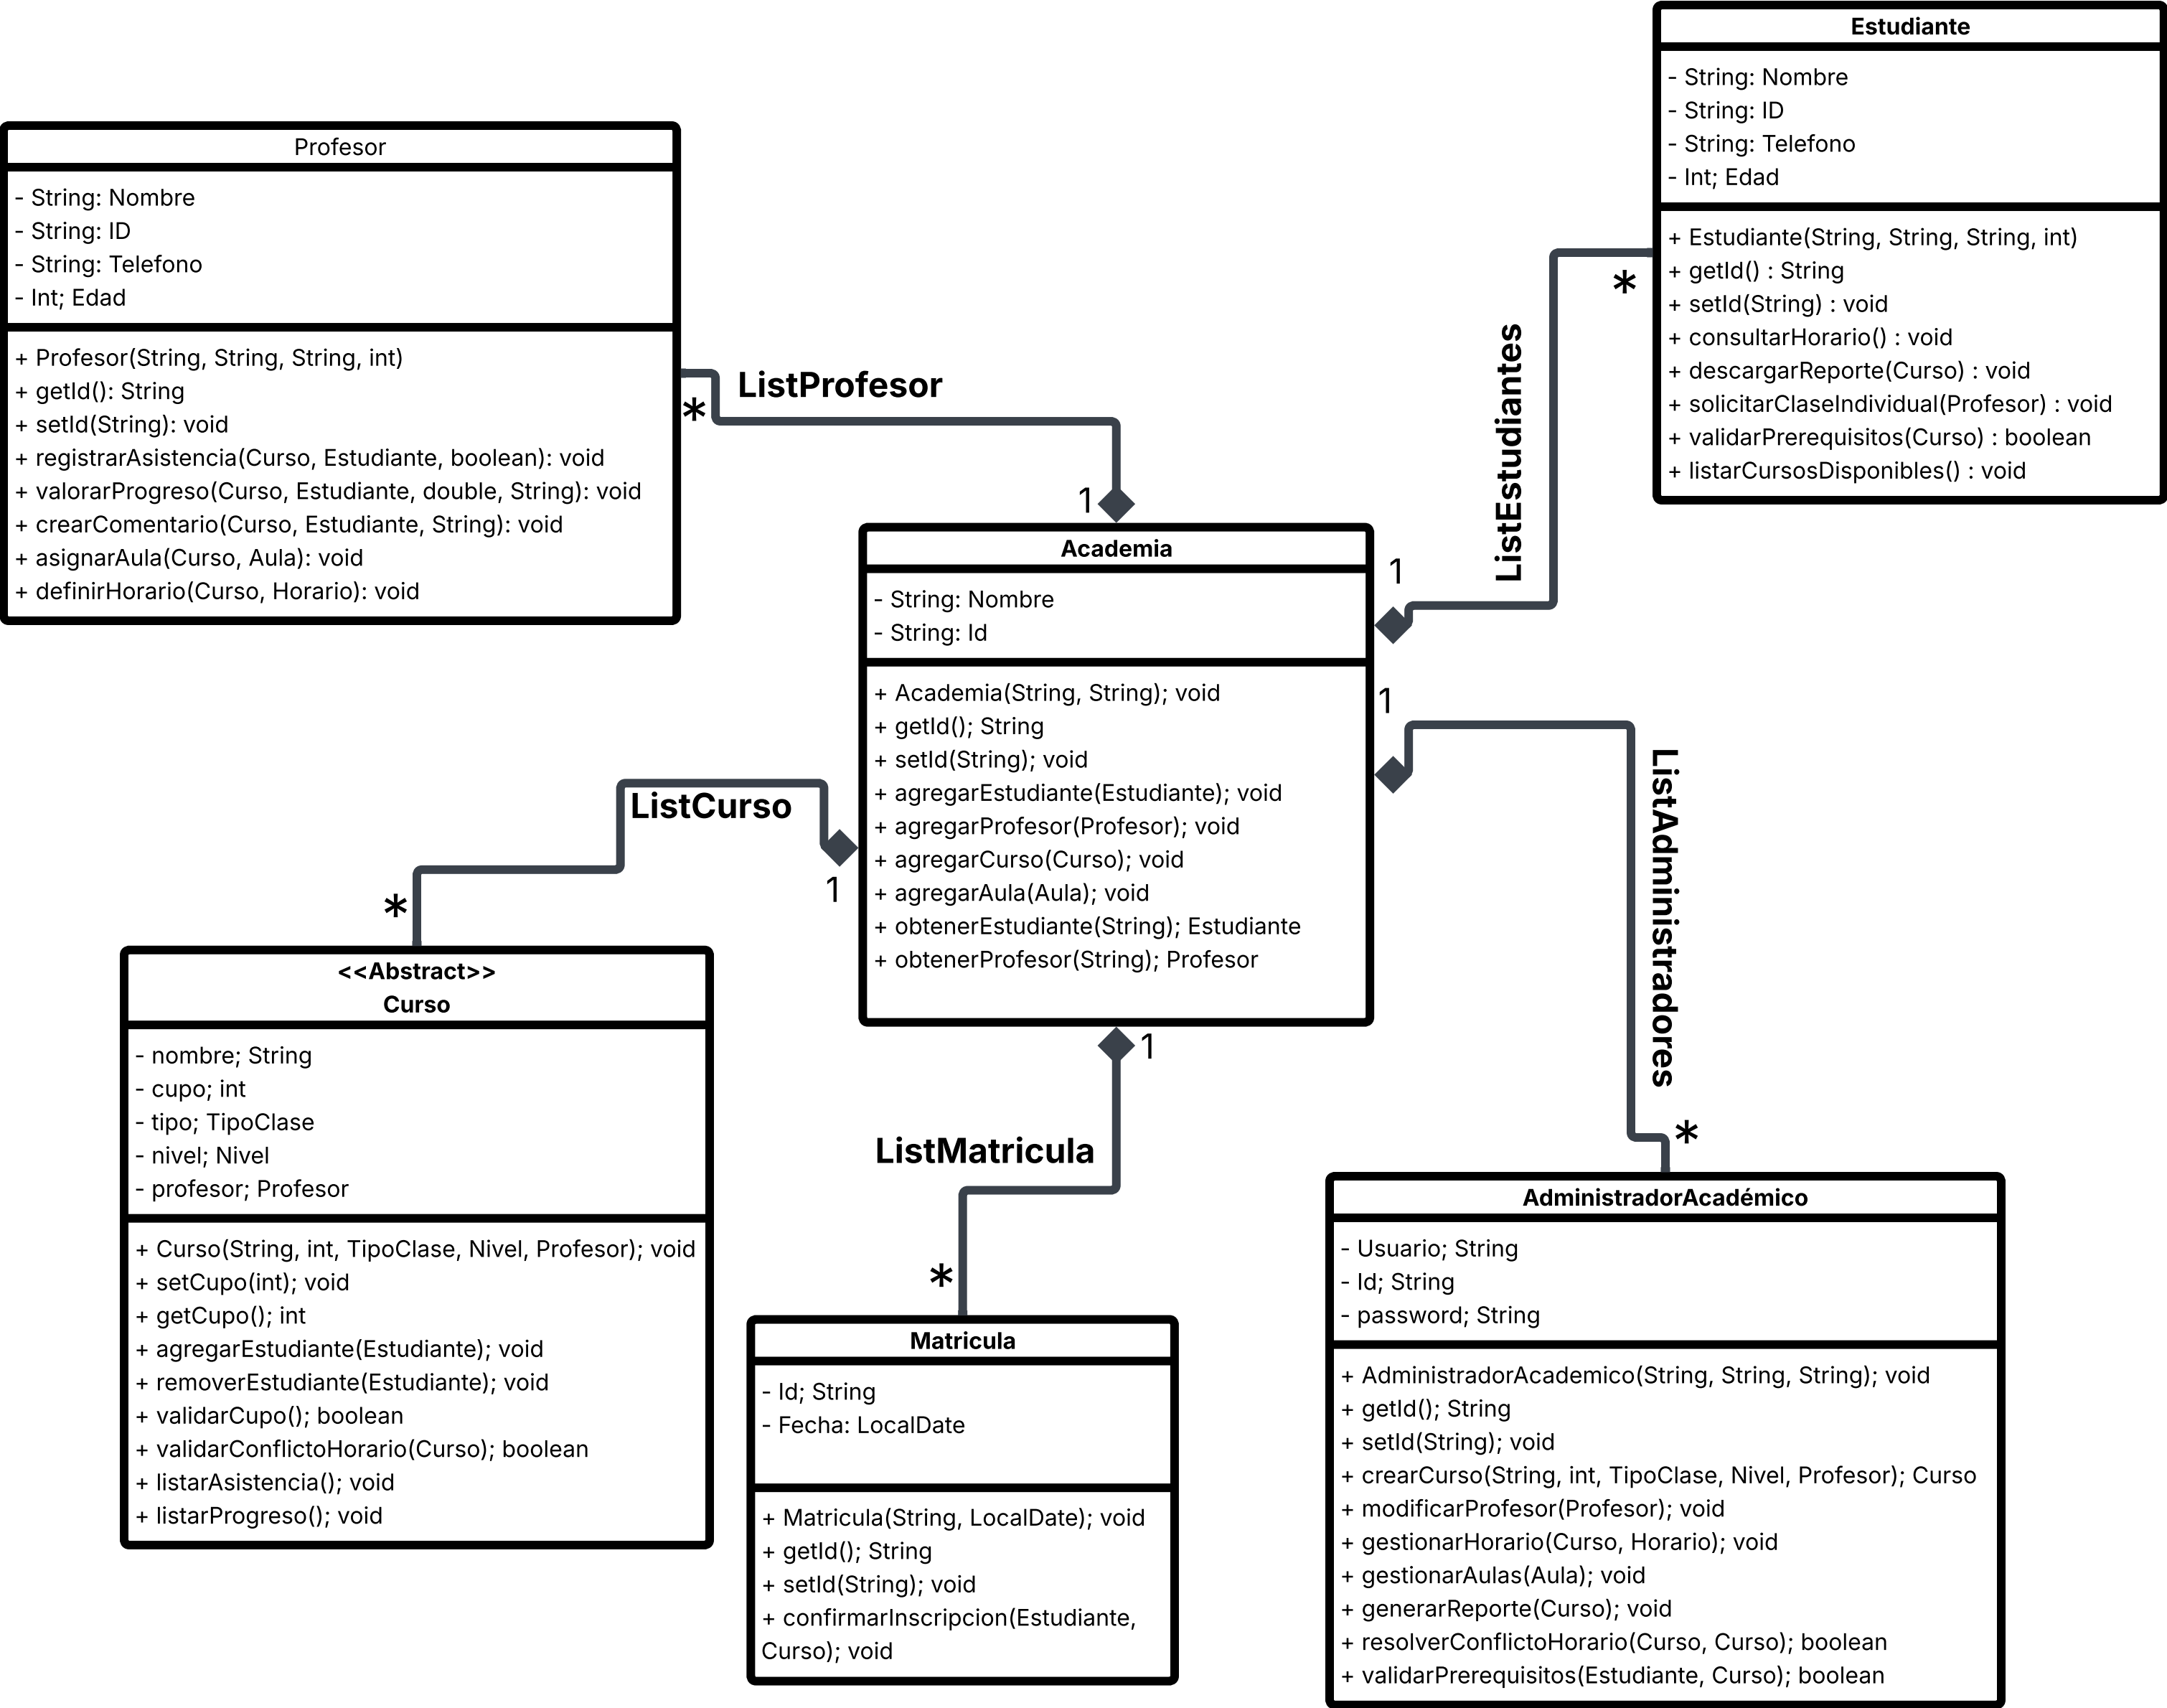 Estudiante
- String: Nombre
- String: ID
- String: Telefono
- Int; Edad
+ Estudiante(String, String, String, int)
+ getId() : String
+ setId(String) : void
+ consultarHorario() : void
+ descargarReporte(Curso) : void
+ solicitarClaseIndividual(Profesor) : void
+ validarPrerequisitos(Curso) : boolean
+ listarCursosDisponibles() : void
Profesor
- String: Nombre
- String: ID
- String: Telefono
- Int; Edad
+ Profesor(String, String, String, int)
+ getId(): String
+ setId(String): void
+ registrarAsistencia(Curso, Estudiante, boolean): void
+ valorarProgreso(Curso, Estudiante, double, String): void
+ crearComentario(Curso, Estudiante, String): void
+ asignarAula(Curso, Aula): void
+ definirHorario(Curso, Horario): void
ListProfesor
*
1
ListEstudiantes
*
1
Academia
- String: Nombre
- String: Id
+ Academia(String, String); void
+ getId(); String
+ setId(String); void
+ agregarEstudiante(Estudiante); void
+ agregarProfesor(Profesor); void
+ agregarCurso(Curso); void
+ agregarAula(Aula); void
+ obtenerEstudiante(String); Estudiante
+ obtenerProfesor(String); Profesor
1
ListAdministradores
*
ListCurso
1
*
<<Abstract>>
Curso
- nombre; String
- cupo; int
- tipo; TipoClase
- nivel; Nivel
- profesor; Profesor
+ Curso(String, int, TipoClase, Nivel, Profesor); void
+ setCupo(int); void
+ getCupo(); int
+ agregarEstudiante(Estudiante); void
+ removerEstudiante(Estudiante); void
+ validarCupo(); boolean
+ validarConflictoHorario(Curso); boolean
+ listarAsistencia(); void
+ listarProgreso(); void
1
ListMatricula
*
Matricula
- Id; String
- Fecha: LocalDate
+ Matricula(String, LocalDate); void
+ getId(); String
+ setId(String); void
+ confirmarInscripcion(Estudiante,
Curso); void
AdministradorAcadémico
- Usuario; String
- Id; String
- password; String
+ AdministradorAcademico(String, String, String); void
+ getId(); String
+ setId(String); void
+ crearCurso(String, int, TipoClase, Nivel, Profesor); Curso
+ modificarProfesor(Profesor); void
+ gestionarHorario(Curso, Horario); void
+ gestionarAulas(Aula); void
+ generarReporte(Curso); void
+ resolverConflictoHorario(Curso, Curso); boolean
+ validarPrerequisitos(Estudiante, Curso); boolean